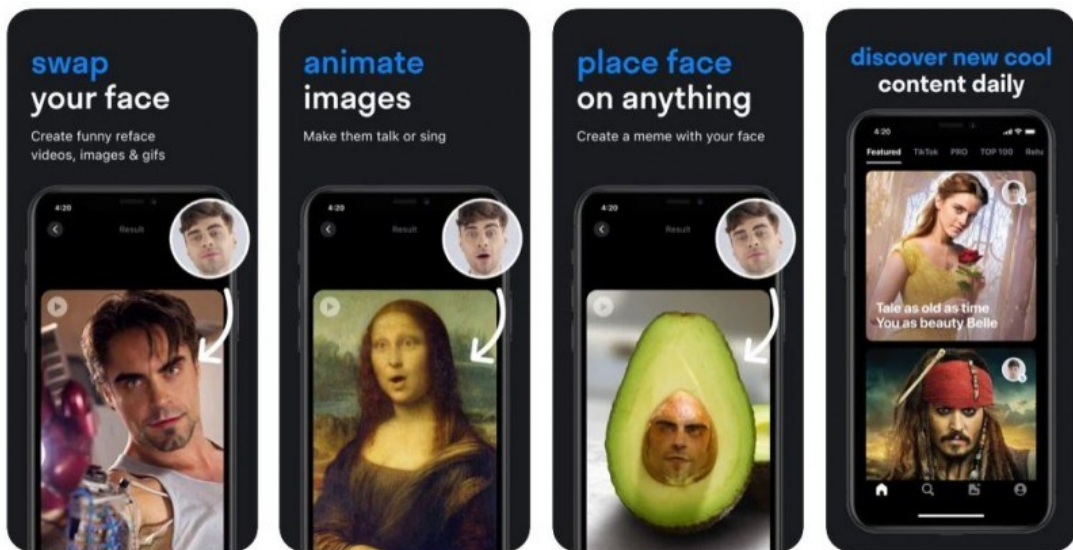 swap
your face
Create funny reface
videos, images & gifs
4:20
Result
animate
images
Make them talk or sing
4:20
Result
place face
on anything
Create a meme with your face
4:20
Result
discover new cool
content daily
4:20
Featured TikTok PRO TOP 100 Reha
Tale as old as time
You as beauty Belle